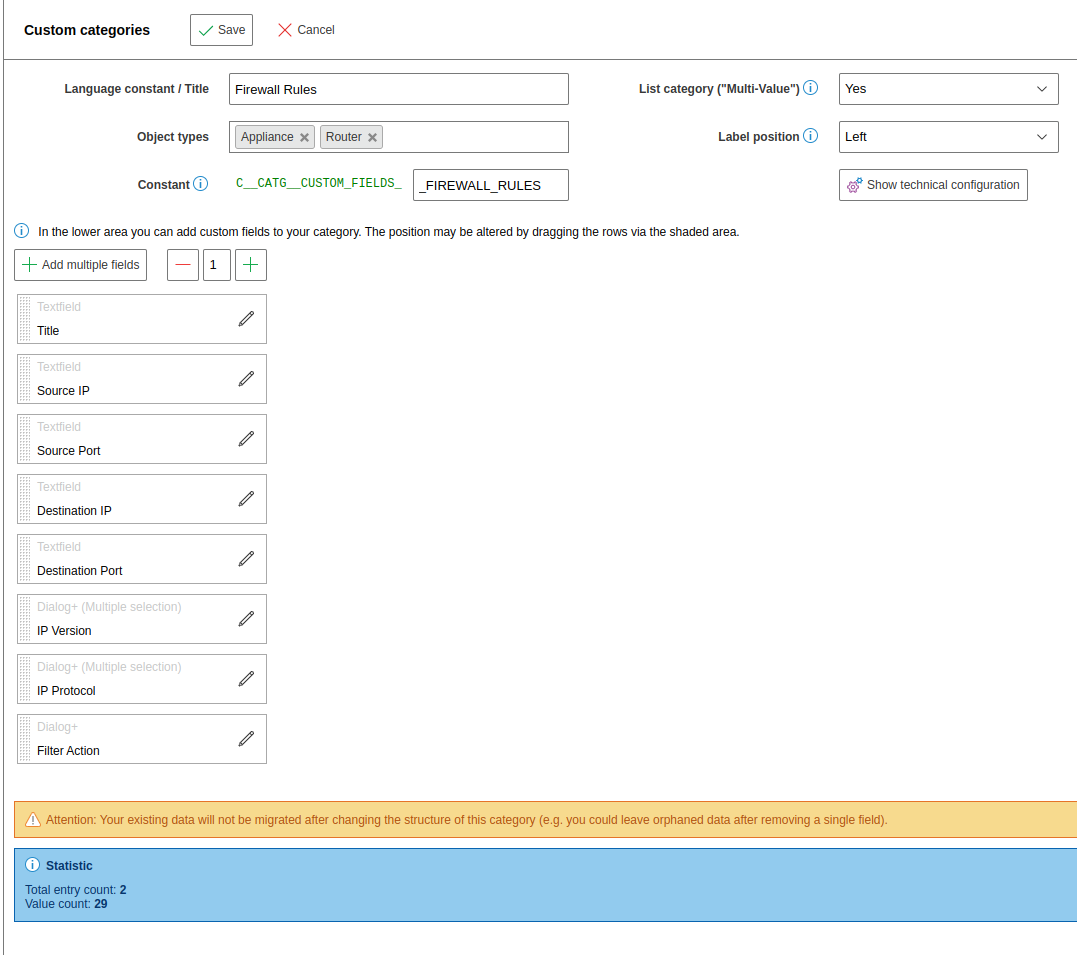 Custom categories Save Cancel
Language constant / Title Firewall Rules List category ("Multi-Value") Yes
Object types Appliance Router Label position Left
Constant C__CATG__CUSTOM_FIELDS_ _FIREWALL_RULES Show technical configuration
In the lower area you can add custom fields to your category. The position may be altered by dragging the rows via the shaded area.
Add multiple fields 1
Textfield
Title
Textfield
Source IP
Textfield
Source Port
Textfield
Destination IP
Textfield
Destination Port
Dialog+ (Multiple selection)
IP Version
Dialog+ (Multiple selection)
IP Protocol
Dialog+
Filter Action
Attention: Your existing data will not be migrated after changing the structure of this category (e.g. you could leave orphaned data after removing a single field).
Statistic
Total entry count: 2
Value count: 29